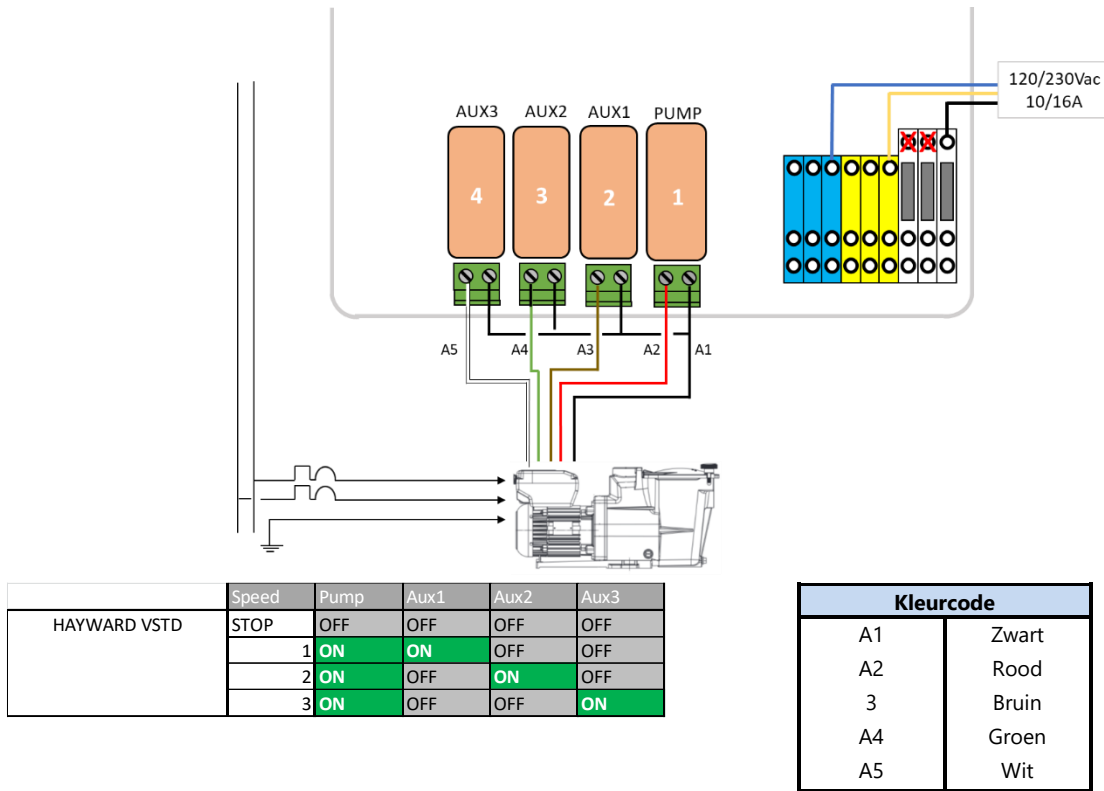 120/230Vac
10/16A
AUX3 AUX2 AUX1 PUMP
4 3 2 1
A5 A4 A3 A2 A1
Speed Pump Aux1 Aux2 Aux3
HAYWARD VSTD STOP OFF OFF OFF OFF
1 ON ON OFF OFF
2 ON OFF ON OFF
3 ON OFF OFF ON
Kleurcode
A1 Zwart
A2 Rood
3 Bruin
A4 Groen
A5 Wit